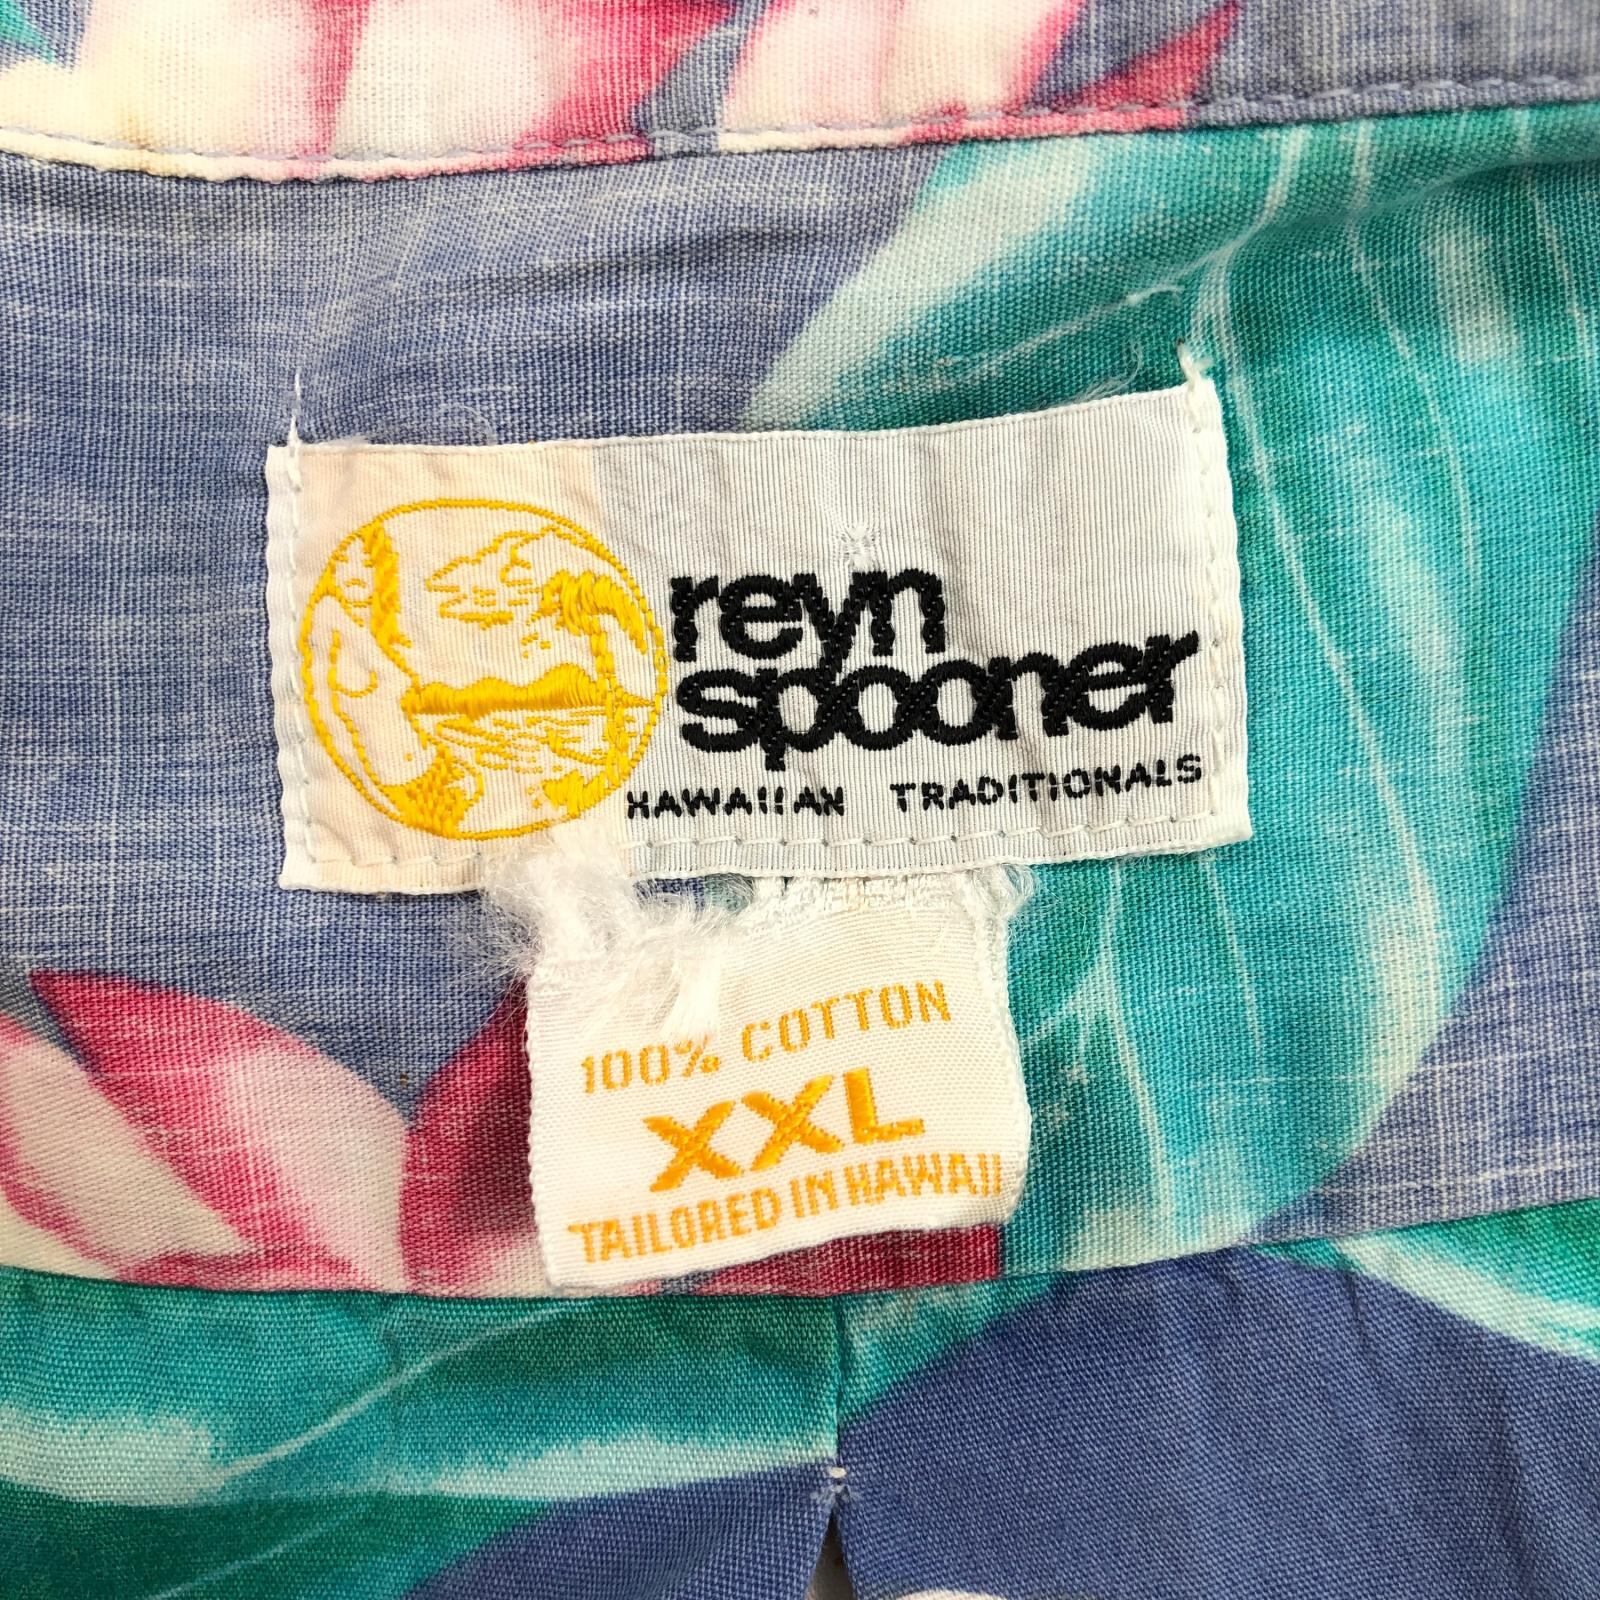 reyn
spooner
HAWAIIAN TRADITIONALS
100% COTTON
XXL
TAILORED IN HAWAII